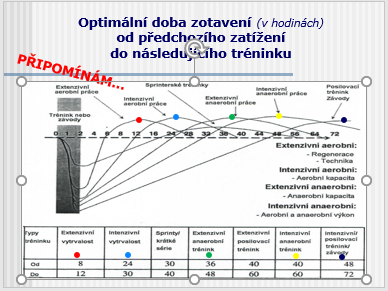 Optimální doba zotavení (v hodinách)
od předchozího zatížení
do následujícího tréninku
PŘIPOMÍNÁM...
Extenzivní
aerobní práce
Intenzivní
aerobní práce
Sprinterské tréninky
Extenzivní
anaerobní práce
Intenzivní
anaerobní práce
Posilovací
trénink
Závody
Trénink nebo
závody
0 1 2 4 6 8 12 16 20 24 28 32 36 40 48 56 64 72
Extenzivní aerobní:
- Regenerace
- Technika
Intenzivní aerobní:
- Aerobní kapacita
Extenzivní anaerobní:
- Anaerobní kapacita
Intenzivní anaerobní:
- Aerobní a anaerobní výkon
Typy tréninku Extenzivní vytrvalost Intenzivní vytrvalost Sprinty/ krátké série Extenzivní anaerobní trénink Extenzivní posilovací trénink Intenzivní anaerobní trénink Intenzivní/ posilovací trénink/ závody
Od 8 24 30 36 40 40 48
Do 12 30 40 48 60 60 72